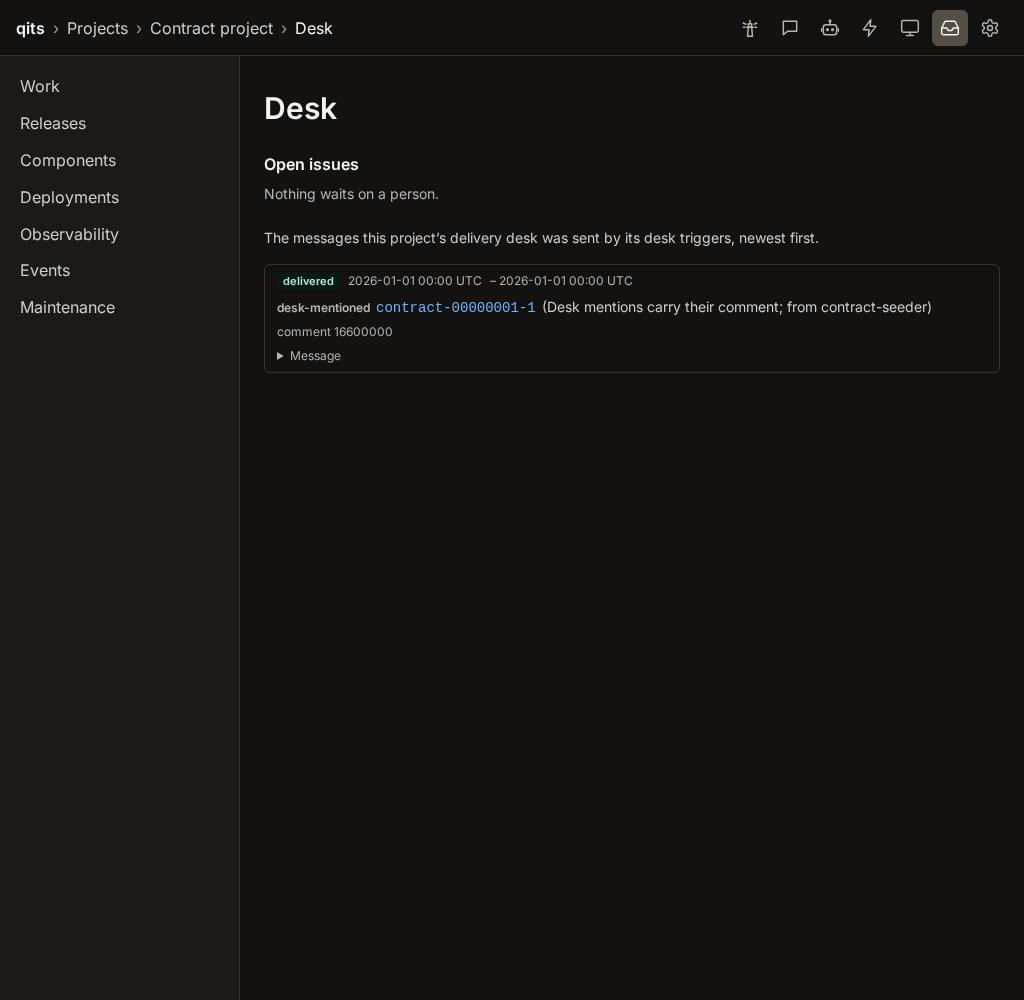 qits › Projects › Contract project › Desk
Work
Releases
Components
Deployments
Observability
Events
Maintenance
Desk
Open issues
Nothing waits on a person.
The messages this project’s delivery desk was sent by its desk triggers, newest first.
delivered 2026-01-01 00:00 UTC – 2026-01-01 00:00 UTC
desk-mentioned contract-00000001-1 (Desk mentions carry their comment; from contract-seeder)
comment 16600000
Message